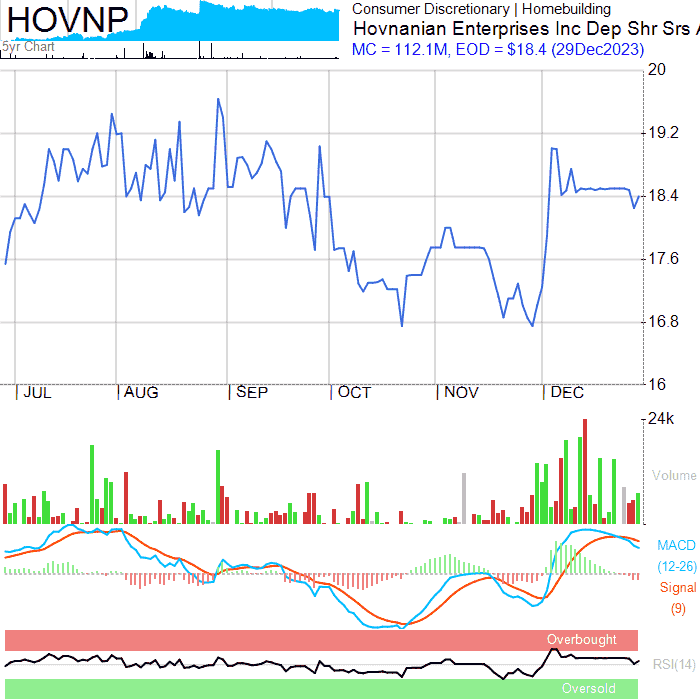 HOVNP
5yr Chart
Consumer Discretionary | Homebuilding
Hovnanian Enterprises Inc Dep Shr Srs A
MC = 112.1M, EOD = $18.4 (29Dec2023)
20
19.2
18.4
17.6
16.8
16
JUL AUG SEP OCT NOV DEC
24k
Volume
MACD
(12-26)
Signal
(9)
Overbought
RSI(14)
Oversold